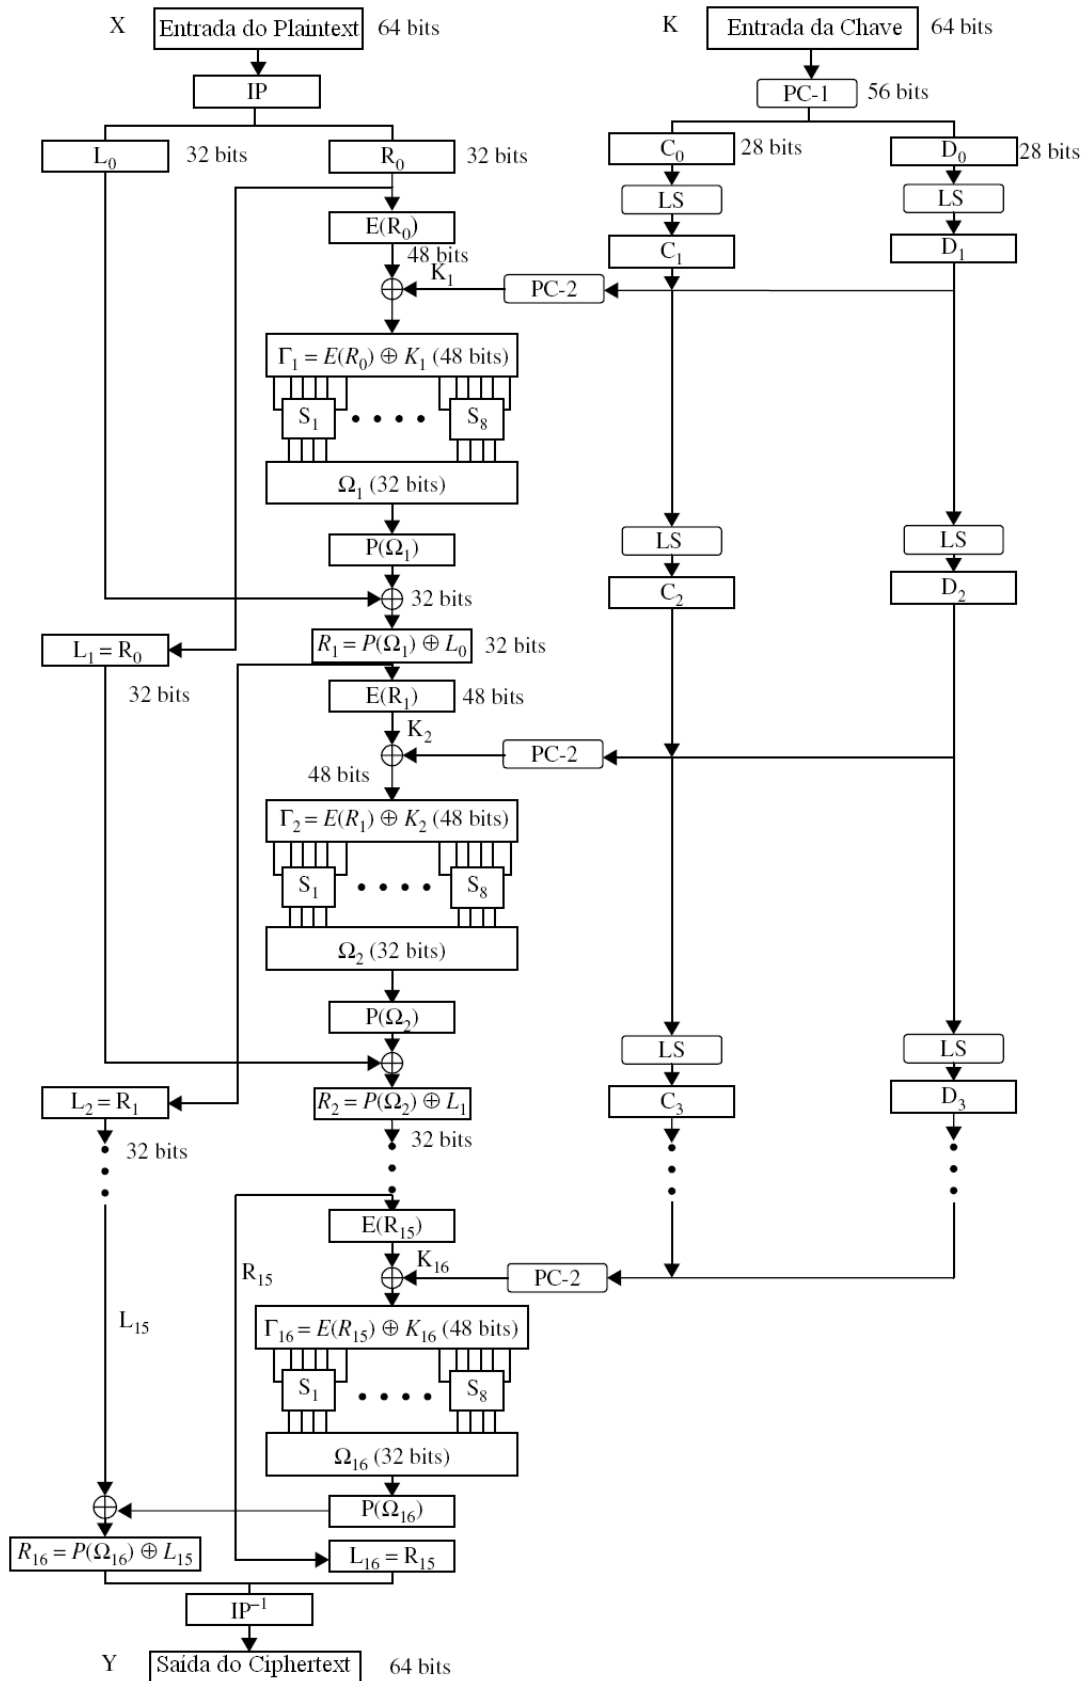 X Entrada do Plaintext 64 bits K Entrada da Chave 64 bits
IP PC-1 56 bits
L₀ 32 bits R₀ 32 bits C₀ 28 bits D₀ 28 bits
LS LS
E(R₀) C₁ D₁
48 bits
K₁ PC-2
Γ₁ = E(R₀) ⊕ K₁ (48 bits)
S₁ S₈
Ω₁ (32 bits)
P(Ω₁) LS LS
32 bits C₂ D₂
L₁ = R₀ R₁ = P(Ω₁) ⊕ L₀ 32 bits
32 bits E(R₁) 48 bits
K₂ PC-2
48 bits
Γ₂ = E(R₁) ⊕ K₂ (48 bits)
S₁ S₈
Ω₂ (32 bits)
P(Ω₂)
LS LS
L₂ = R₁ R₂ = P(Ω₂) ⊕ L₁ C₃ D₃
32 bits 32 bits
E(R₁₅)
R₁₅ K₁₆ PC-2
L₁₅ Γ₁₆ = E(R₁₅) ⊕ K₁₆ (48 bits)
S₁ S₈
Ω₁₆ (32 bits)
P(Ω₁₆)
R₁₆ = P(Ω₁₆) ⊕ L₁₅ L₁₆ = R₁₅
IP⁻¹
Y Saída do Ciphertext 64 bits